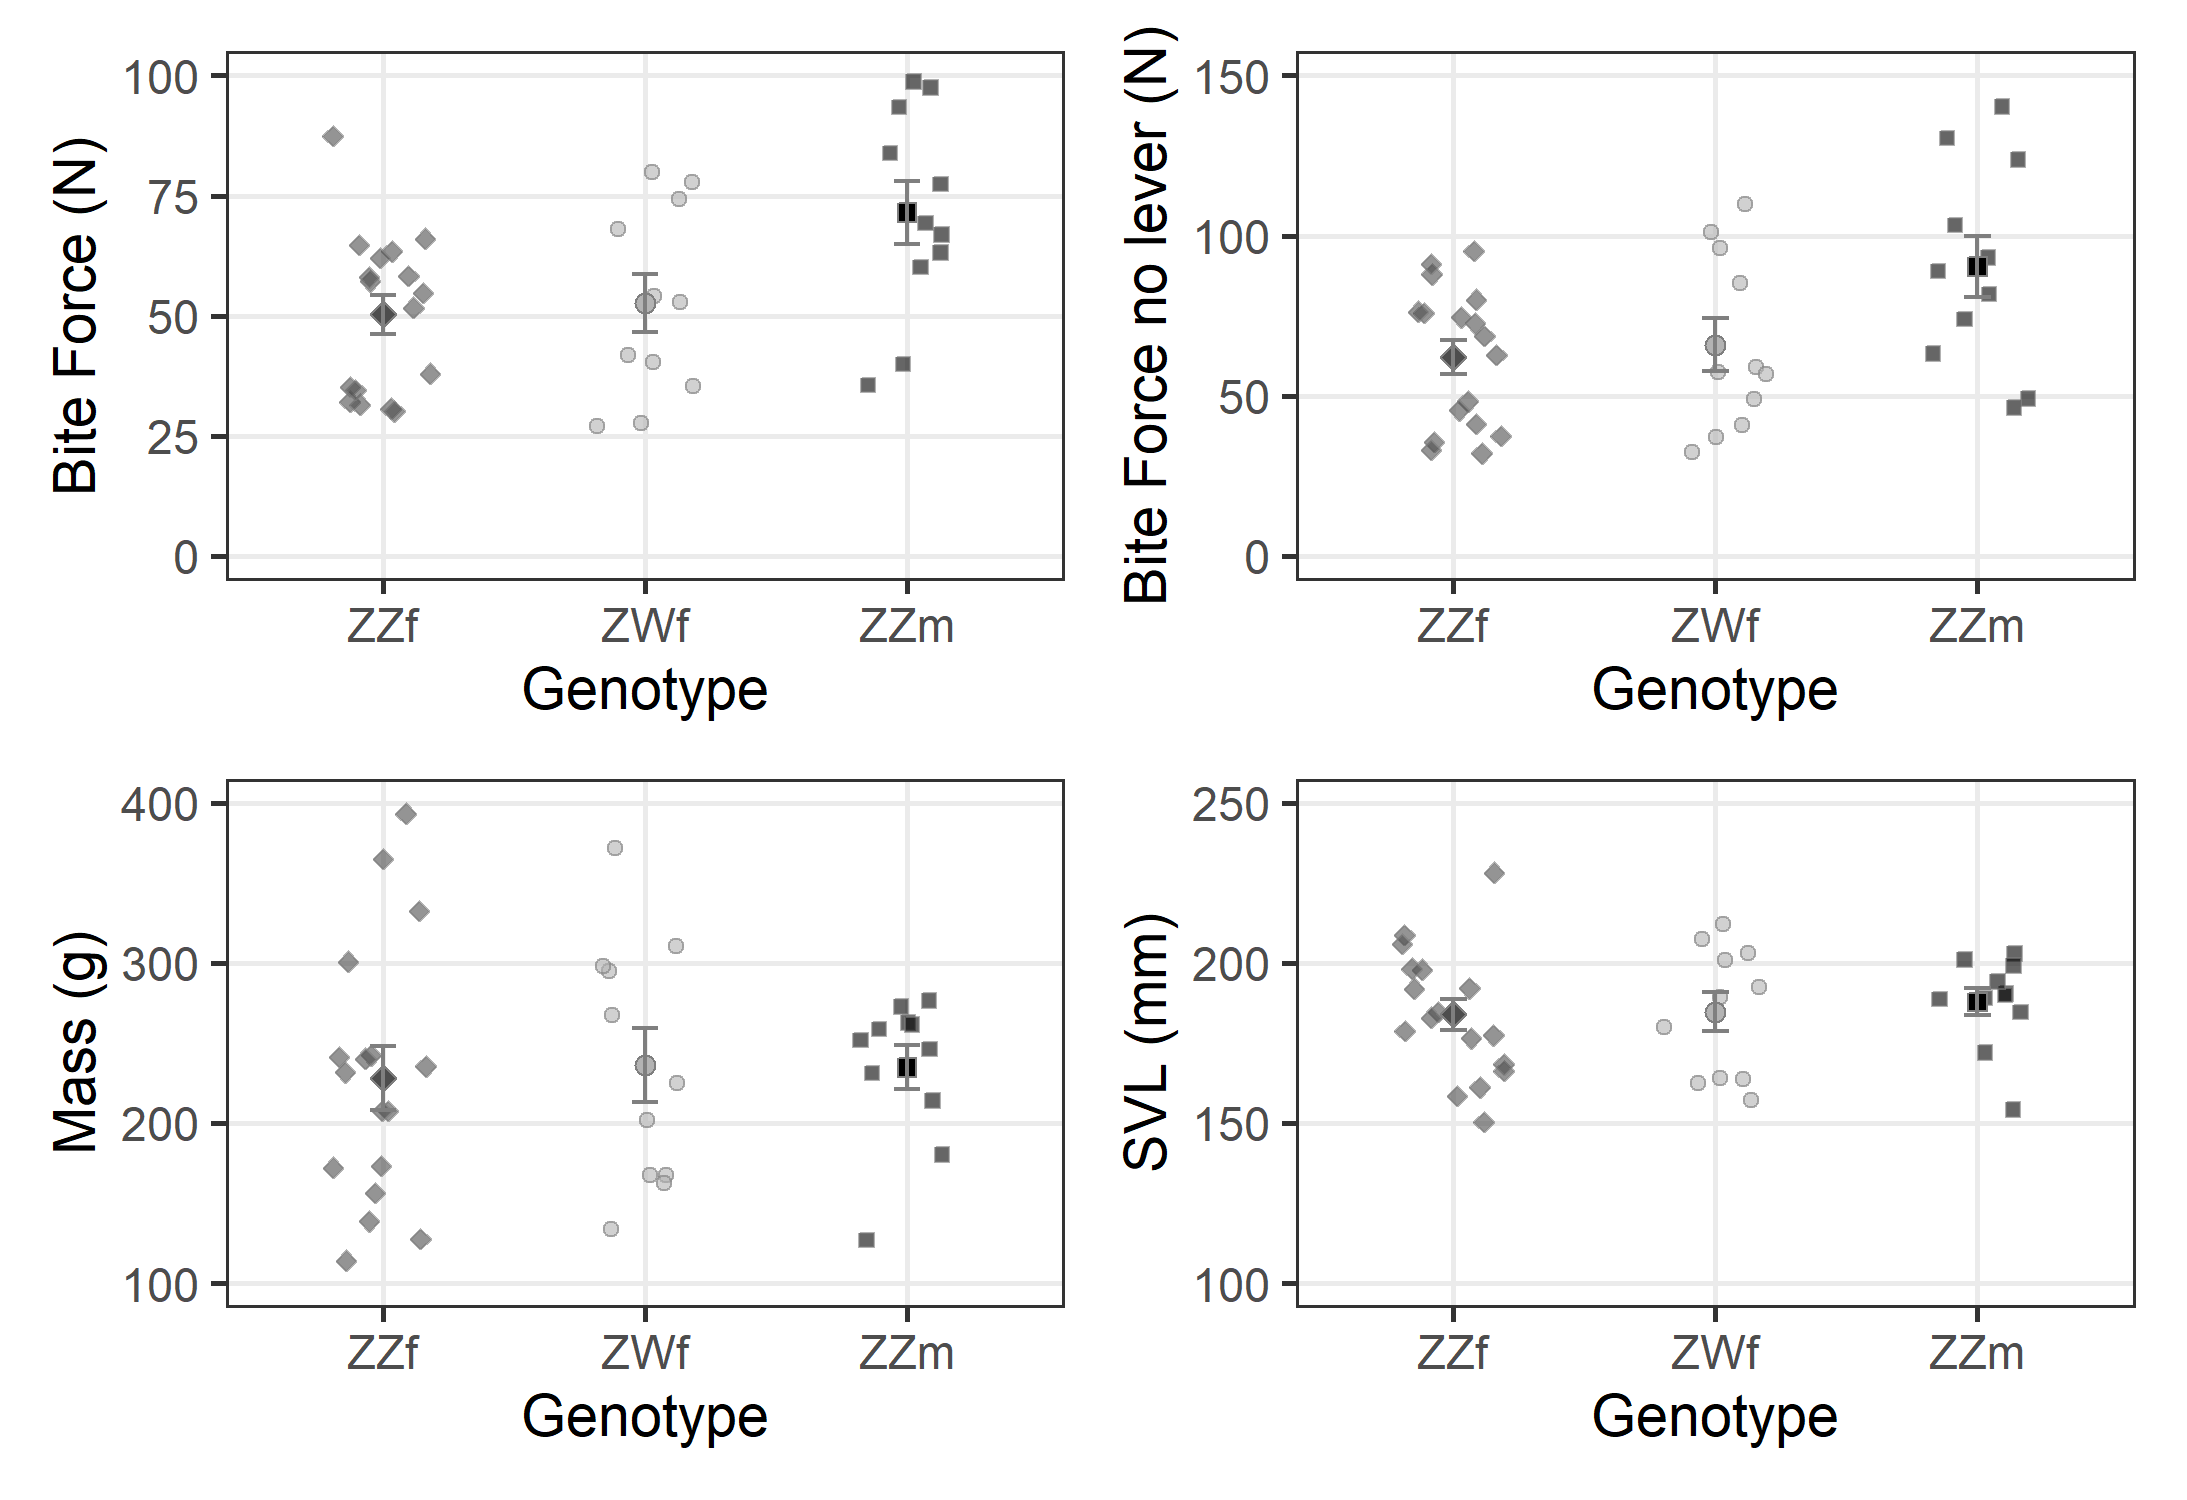 Bite Force (N)
100
75
50
25
0
ZZf ZWf ZZm
Genotype
Bite Force no lever (N)
150
100
50
0
ZZf ZWf ZZm
Genotype
Mass (g)
400
300
200
100
ZZf ZWf ZZm
Genotype
SVL (mm)
250
200
150
100
ZZf ZWf ZZm
Genotype